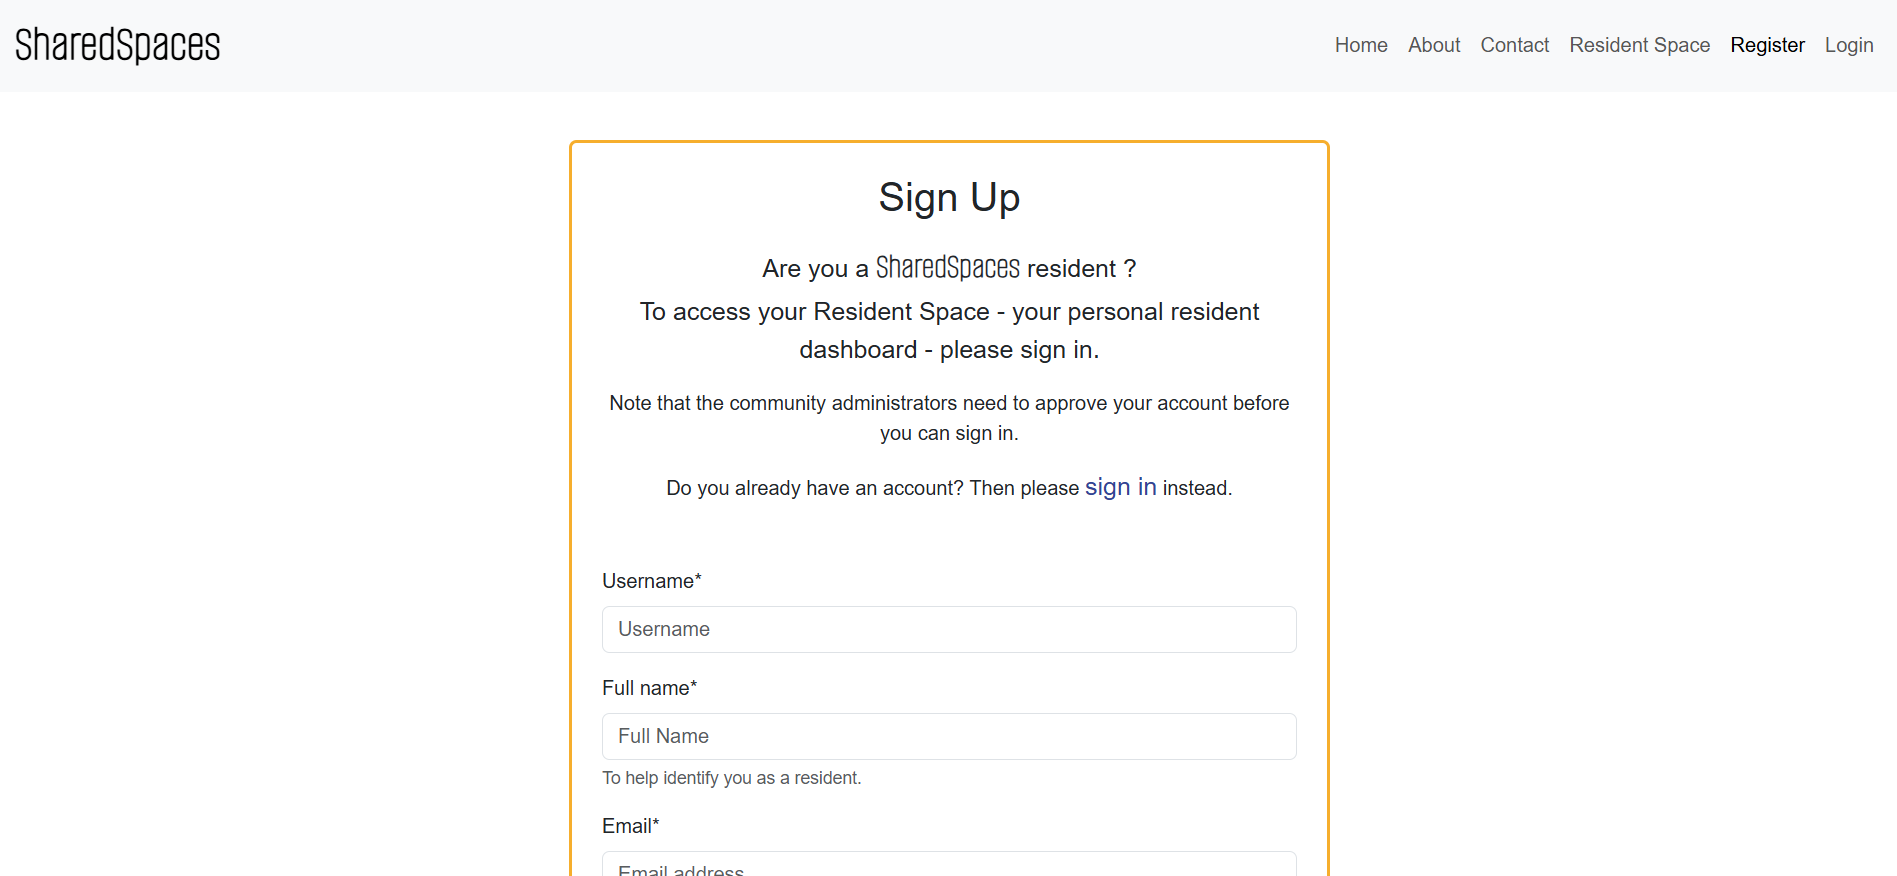 SharedSpaces
Home About Contact Resident Space Register Login
Sign Up
Are you a SharedSpaces resident ?
To access your Resident Space - your personal resident
dashboard - please sign in.
Note that the community administrators need to approve your account before
you can sign in.
Do you already have an account? Then please sign in instead.
Username*
Username
Full name*
Full Name
To help identify you as a resident.
Email*
Email address